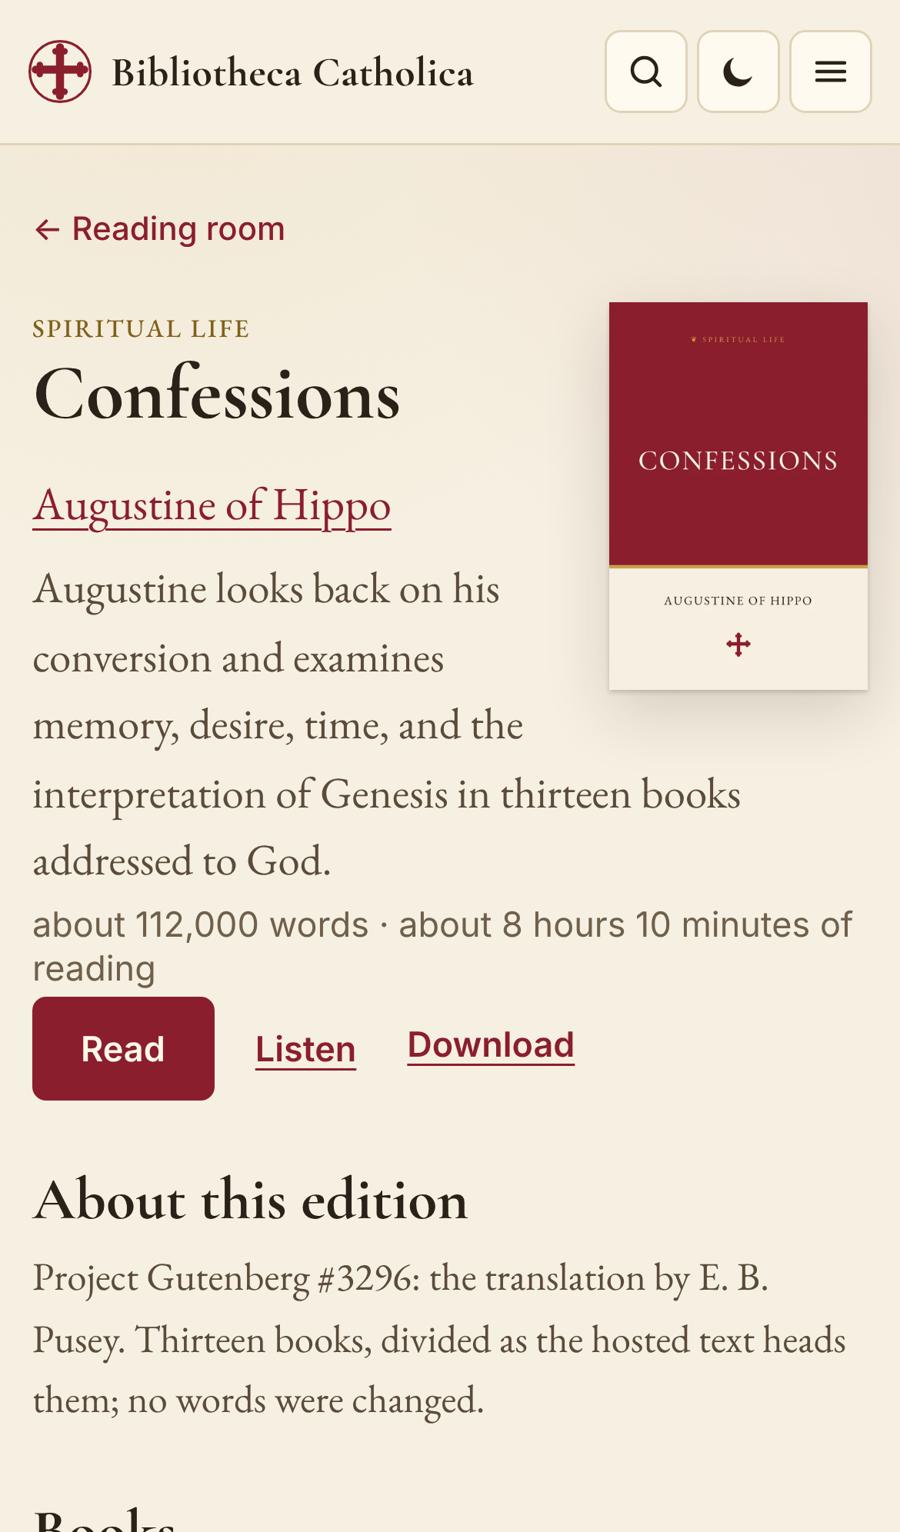 Bibliotheca Catholica
← Reading room
SPIRITUAL LIFE
Confessions
Augustine of Hippo
Augustine looks back on his
conversion and examines
memory, desire, time, and the
interpretation of Genesis in thirteen books
addressed to God.
about 112,000 words · about 8 hours 10 minutes of
reading
❦ SPIRITUAL LIFE
CONFESSIONS
AUGUSTINE OF HIPPO
Read Listen Download
About this edition
Project Gutenberg #3296: the translation by E. B.
Pusey. Thirteen books, divided as the hosted text heads
them; no words were changed.
Books